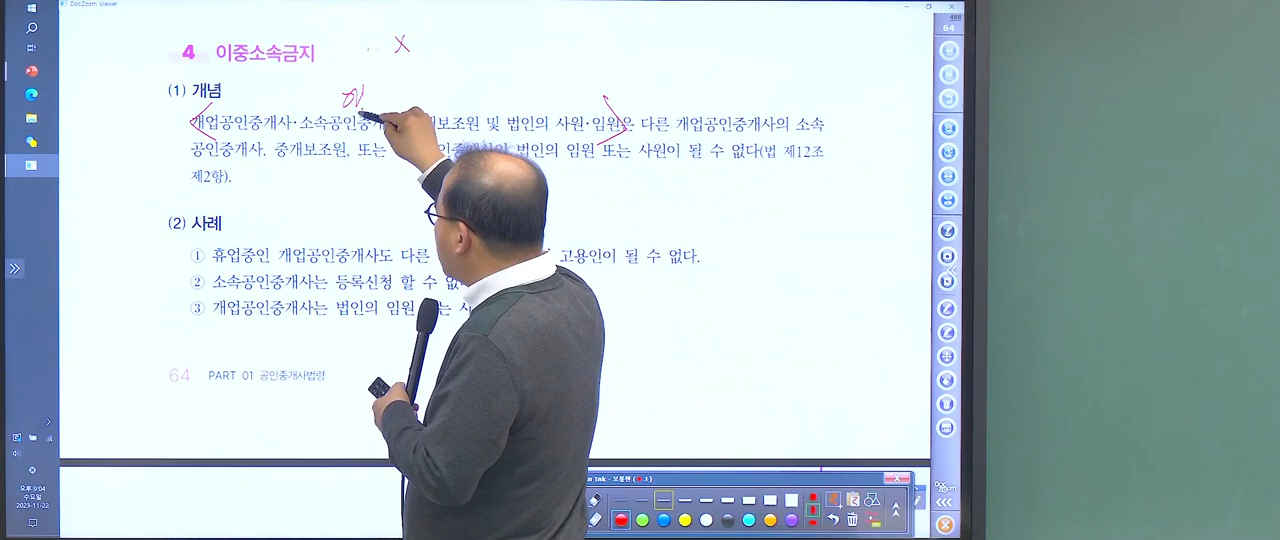 DocZoom Viewer
488
64
4 이중소속금지
(1) 개념
개업공인중개사·소속공인중개 보조원 및 법인의 사원·임원은 다른 개업공인중개사의 소속
공인중개사. 중개보조원. 또는 법인의 임원 또는 사원이 될 수 없다(법 제12조
제2항).
(2) 사례
① 휴업중인 개업공인중개사도 다른 고용인이 될 수 없다.
② 소속공인중개사는 등록신청 할 수 없
③ 개업공인중개사는 법인의 임원
64 PART 01 공인중개사법령
오후 9:04
수요일
2023-11-22